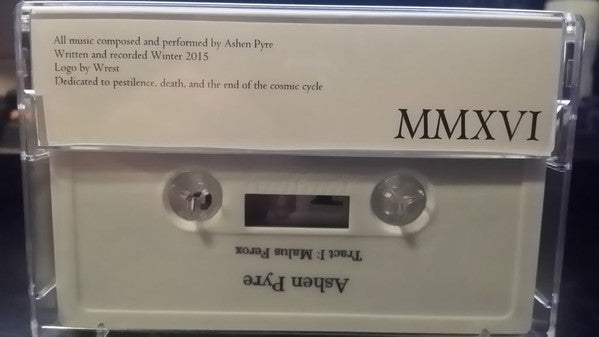 All music composed and performed by Ashen Pyre
Written and recorded Winter 2015
Logo by Wrest
Dedicated to pestilence, death, and the end of the cosmic cycle
MMXVI
Ashen Pyre
Tract I: Malus Ferox